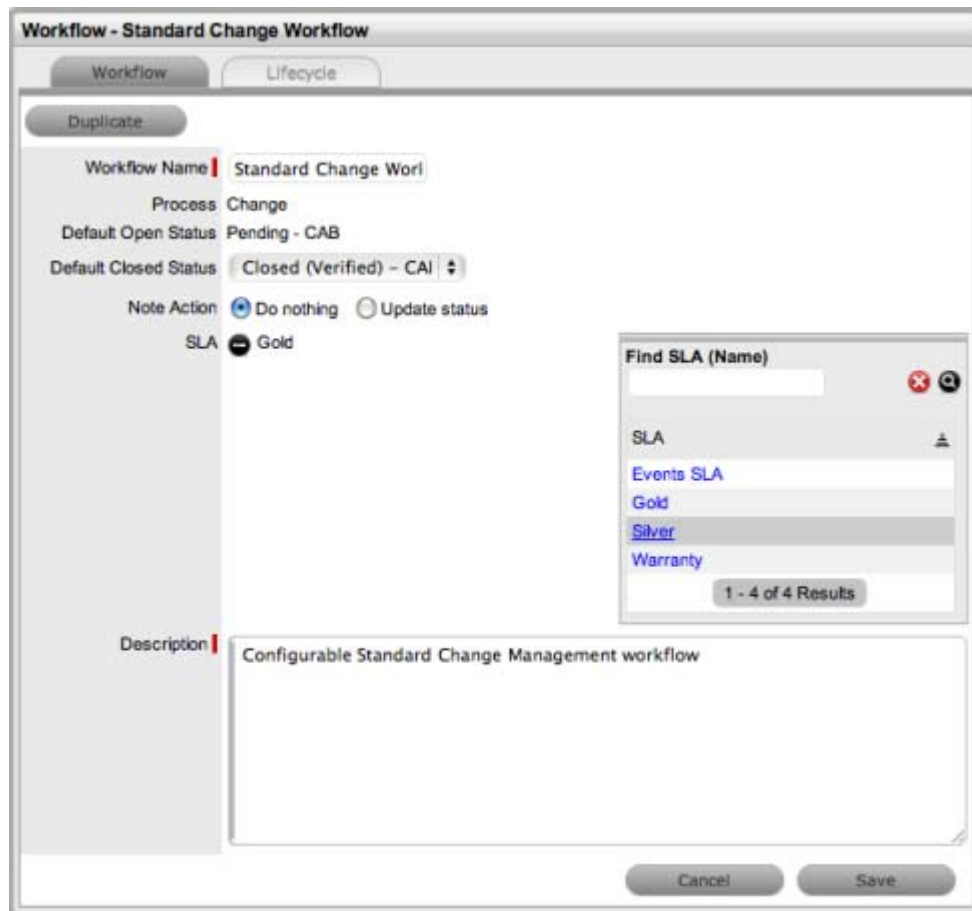 Workflow - Standard Change Workflow
Workflow Lifecycle
Duplicate
Workflow Name Standard Change Worl
Process Change
Default Open Status Pending - CAB
Default Closed Status Closed (Verified) - CAI
Note Action Do nothing Update status
SLA Gold
Find SLA (Name)
SLA
Events SLA
Gold
Silver
Warranty
1 - 4 of 4 Results
Description Configurable Standard Change Management workflow
Cancel Save